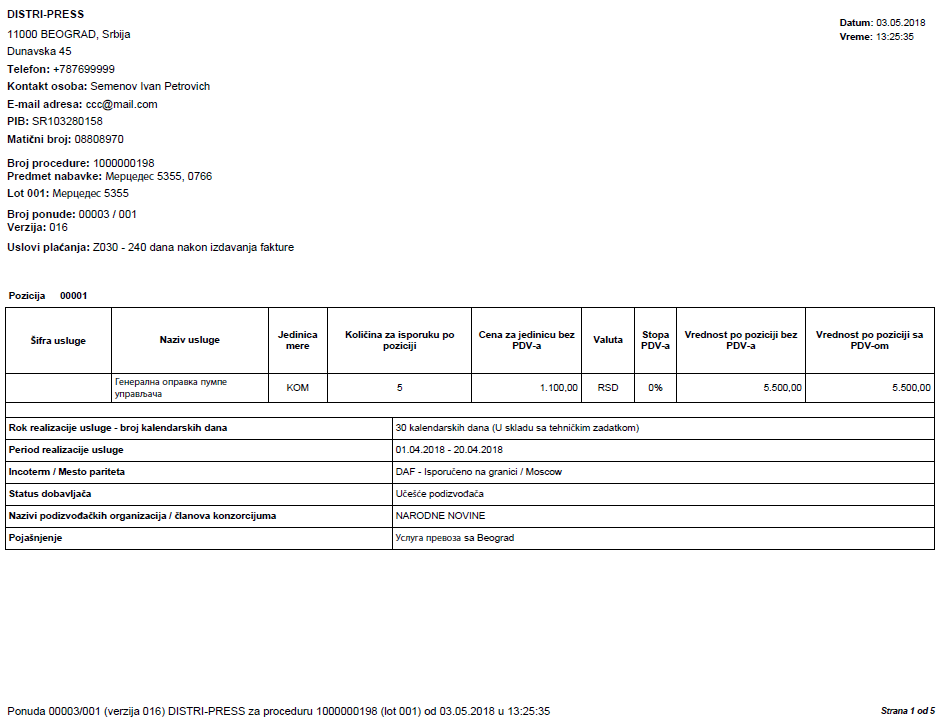 DISTRI-PRESS
11000 BEOGRAD, Srbija
Dunavska 45
Telefon: +787699999
Kontakt osoba: Semenov Ivan Petrovich
E-mail adresa: ccc@mail.com
PIB: SR103280158
Matični broj: 08808970
Datum: 03.05.2018
Vreme: 13:25:35
Broj procedure: 1000000198
Predmet nabavke: Мерцедес 5355, 0766
Lot 001: Мерцедес 5355
Broj ponude: 00003 / 001
Verzija: 016
Uslovi plaćanja: Z030 - 240 dana nakon izdavanja fakture
Pozicija 00001
Šifra usluge
Naziv usluge
Jedinica
mere
Količina za isporuku po
poziciji
Cena za jedinicu bez
PDV-a
Valuta
Stopa
PDV-a
Vrednost po poziciji bez
PDV-a
Vrednost po poziciji sa
PDV-om
Генерална оправка пумпе
управљача
KOM
5
1.100,00
RSD
0%
5.500,00
5.500,00
Rok realizacije usluge - broj kalendarskih dana
30 kalendarskih dana (U skladu sa tehničkim zadatkom)
Period realizacije usluge
01.04.2018 - 20.04.2018
Incoterm / Mesto pariteta
DAF - Isporučeno na granici / Moscow
Status dobavljača
Učešće podizvođača
Nazivi podizvođačkih organizacija / članova konzorcijuma
NARODNE NOVINE
Pojašnjenje
Услуга превоза sa Beograd
Ponuda 00003/001 (verzija 016) DISTRI-PRESS za proceduru 1000000198 (lot 001) od 03.05.2018 u 13:25:35
Strana 1 od 5